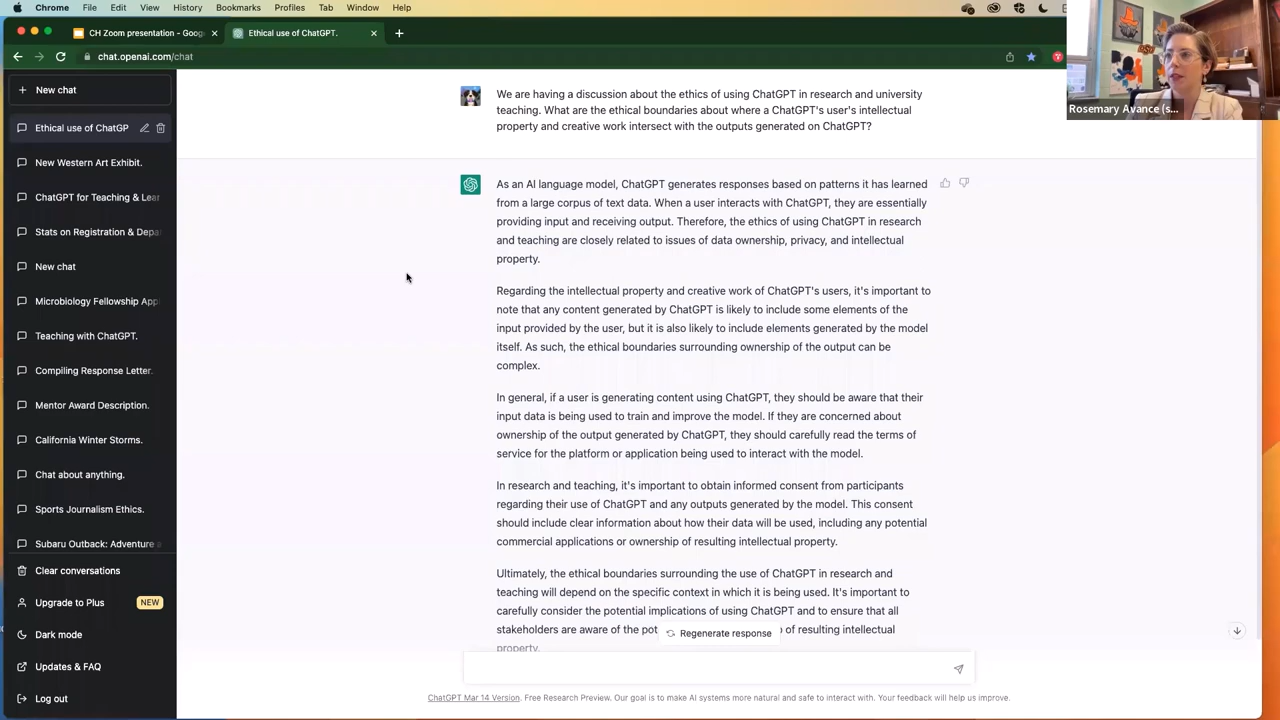 Chrome File Edit View History Bookmarks Profiles Tab Window Help
CH Zoom presentation - Goog
Ethical use of ChatGPT.
chat.openai.com/chat
Rosemary Avance (s...
New chat
Ethical use of ChatGP
New Western Art Exhibit.
ChatGPT for Teaching & Lear
Stats on Registration & Depa
New chat
Microbiology Fellowship App
Teaching with ChatGPT.
Compiling Response Letter.
Mentor Award Description.
California Winter Storms.
Chat about anything.
Sports Journalism Ethics.
Subaru Outback: Adventure a
Clear conversations
Upgrade to Plus NEW
Dark mode
Updates & FAQ
Log out
We are having a discussion about the ethics of using ChatGPT in research and university
teaching. What are the ethical boundaries about where a ChatGPT's user's intellectual
property and creative work intersect with the outputs generated on ChatGPT?
As an AI language model, ChatGPT generates responses based on patterns it has learned
from a large corpus of text data. When a user interacts with ChatGPT, they are essentially
providing input and receiving output. Therefore, the ethics of using ChatGPT in research
and teaching are closely related to issues of data ownership, privacy, and intellectual
property.
Regarding the intellectual property and creative work of ChatGPT's users, it's important to
note that any content generated by ChatGPT is likely to include some elements of the
input provided by the user, but it is also likely to include elements generated by the model
itself. As such, the ethical boundaries surrounding ownership of the output can be
complex.
In general, if a user is generating content using ChatGPT, they should be aware that their
input data is being used to train and improve the model. If they are concerned about
ownership of the output generated by ChatGPT, they should carefully read the terms of
service for the platform or application being used to interact with the model.
In research and teaching, it's important to obtain informed consent from participants
regarding their use of ChatGPT and any outputs generated by the model. This consent
should include clear information about how their data will be used, including any potential
commercial applications or ownership of resulting intellectual property.
Ultimately, the ethical boundaries surrounding the use of ChatGPT in research and
teaching will depend on the specific context in which it is being used. It's important to
carefully consider the potential implications of using ChatGPT and to ensure that all
stakeholders are aware of the pot of resulting intellectual
property.
Regenerate response
ChatGPT Mar 14 Version. Free Research Preview. Our goal is to make AI systems more natural and safe to interact with. Your feedback will help us improve.